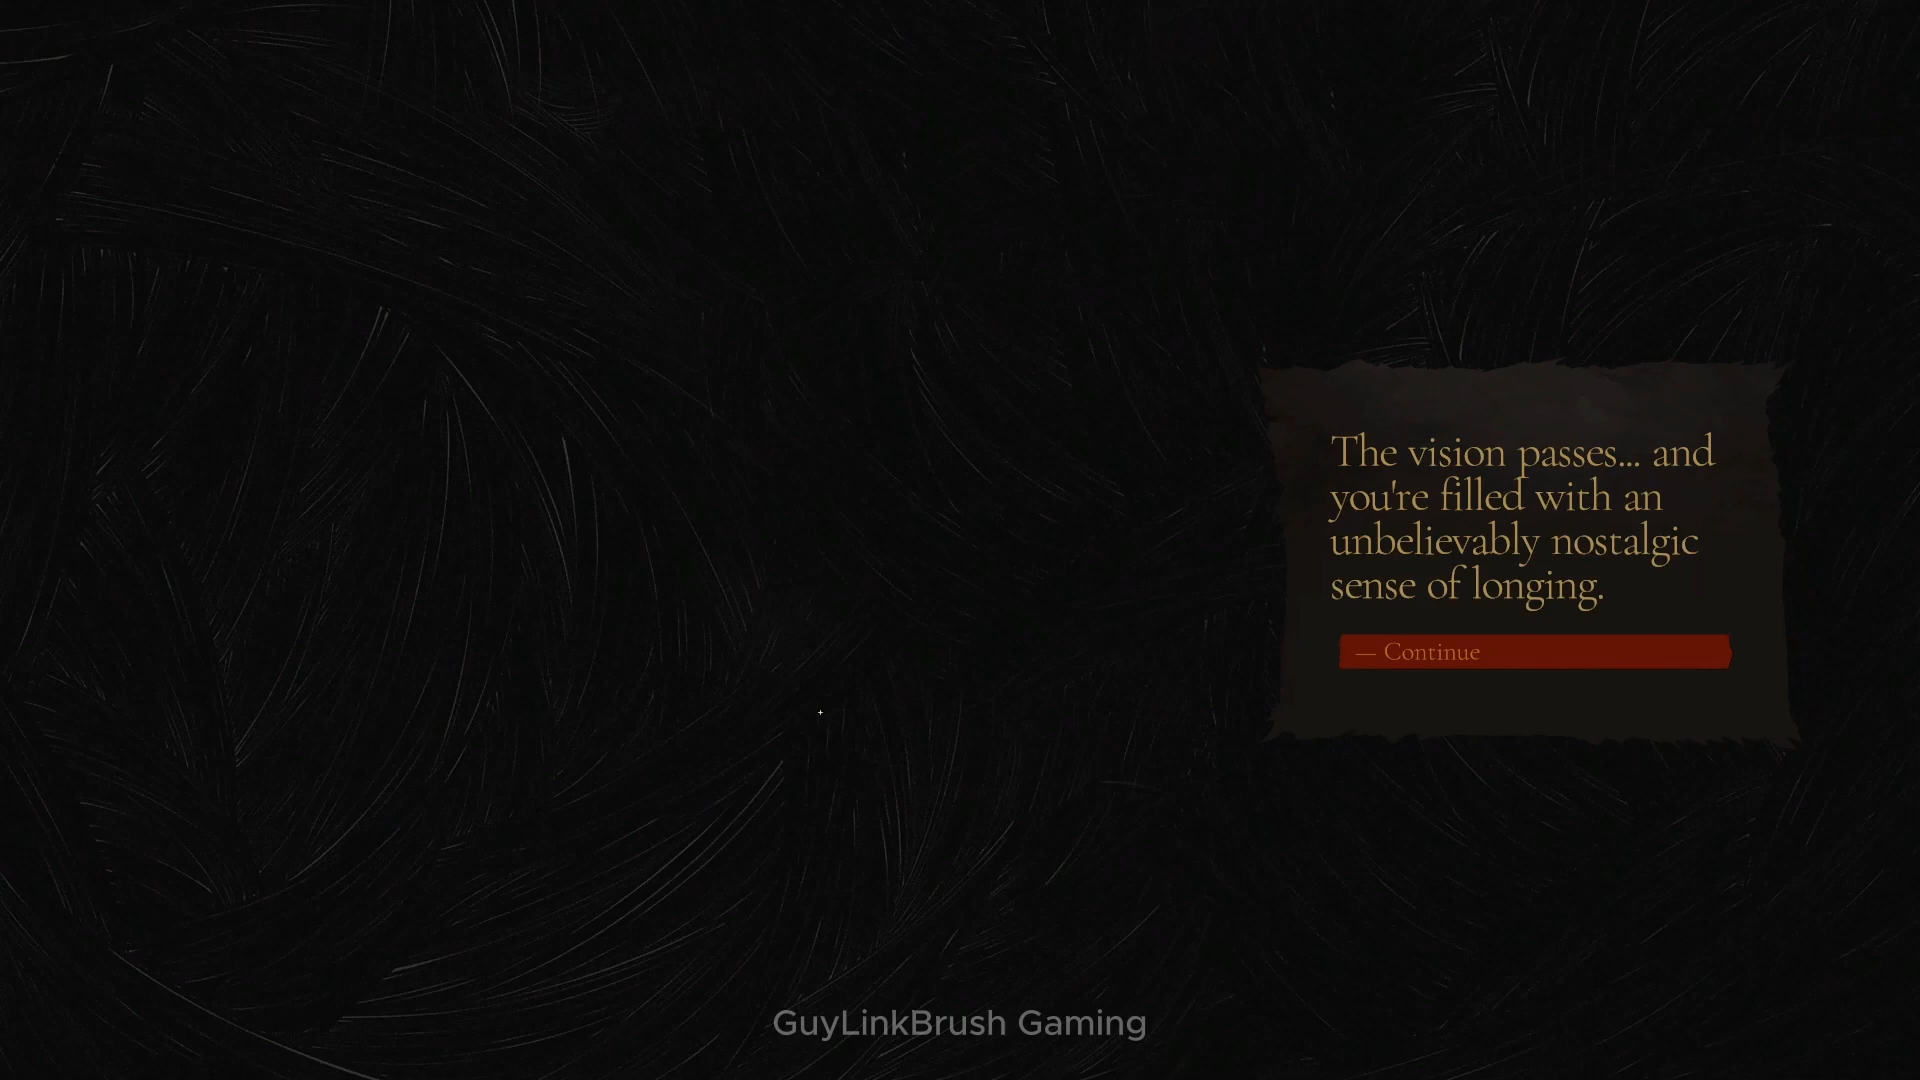 The vision passes... and
you're filled with an
unbelievably nostalgic
sense of longing.
— Continue
GuyLinkBrush Gaming